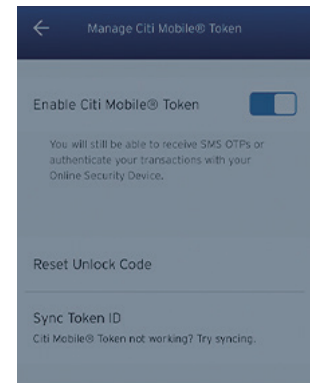 Manage Citi Mobile® Token
Enable Citi Mobile® Token
You will still be able to receive SMS OTPs or
authenticate your transactions with your
Online Security Device.
Reset Unlock Code
Sync Token ID
Citi Mobile® Token not working? Try syncing.